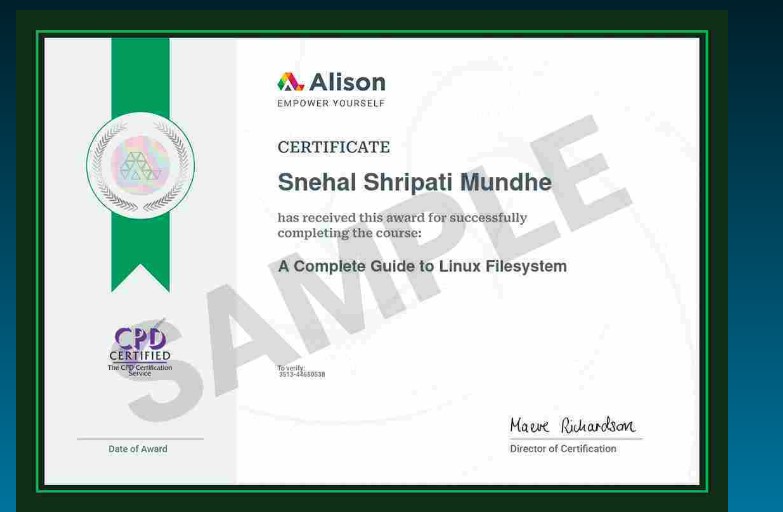 Alison
EMPOWER YOURSELF
CERTIFICATE
Snehal Shripati Mundhe
has received this award for successfully
completing the course:
A Complete Guide to Linux Filesystem
SAMPLE
CPD
CERTIFIED
The CPD Certification
Service
To verify:
3513-44659538
Maeve Richardson
Date of Award
Director of Certification